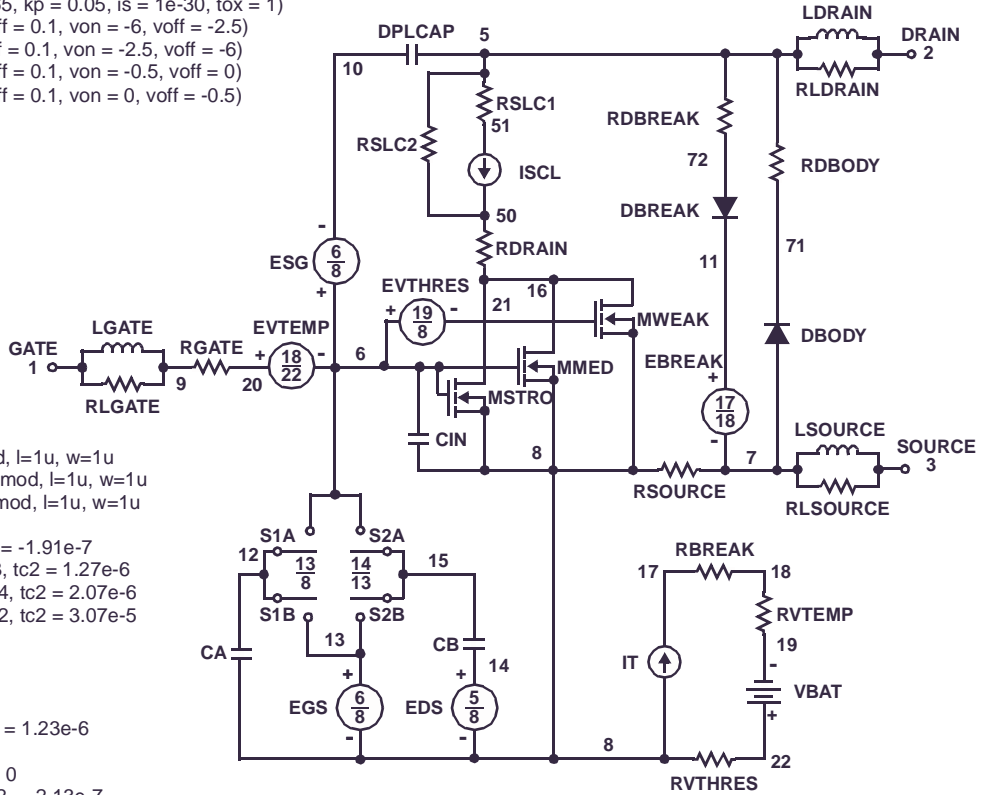 65, kp = 0.05, is = 1e-30, tox = 1)
ff = 0.1, von = -6, voff = -2.5)
f = 0.1, von = -2.5, voff = -6)
ff = 0.1, von = -0.5, voff = 0)
ff = 0.1, von = 0, voff = -0.5)
LDRAIN
DPLCAP
5
DRAIN
2
10
RLDRAIN
RSLC1
51
RDBREAK
RSLC2
72
RDBODY
ISCL
DBREAK
50
RDRAIN
71
11
ESG
6
8
EVTHRES
16
21
19
8
MWEAK
LGATE
EVTEMP
DBODY
GATE
1
RGATE
18
22
6
EBREAK
MMED
9
20
MSTRO
RLGATE
17
18
CIN
LSOURCE
8
7
SOURCE
3
RSOURCE
RLSOURCE
d, l=1u, w=1u
mod, l=1u, w=1u
mod, l=1u, w=1u
= -1.91e-7
3, tc2 = 1.27e-6
4, tc2 = 2.07e-6
2, tc2 = 3.07e-5
= 1.23e-6
0
S1A
S2A
12
13
8
14
13
15
S1B
S2B
13
CA
CB
14
EGS
6
8
EDS
5
8
RBREAK
17
18
RVTEMP
19
IT
VBAT
8
22
RVTHRES